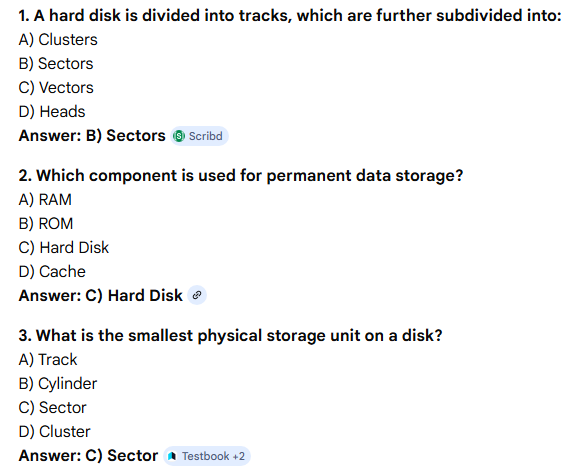 1. A hard disk is divided into tracks, which are further subdivided into:
A) Clusters
B) Sectors
C) Vectors
D) Heads
Answer: B) Sectors Scribd
2. Which component is used for permanent data storage?
A) RAM
B) ROM
C) Hard Disk
D) Cache
Answer: C) Hard Disk
3. What is the smallest physical storage unit on a disk?
A) Track
B) Cylinder
C) Sector
D) Cluster
Answer: C) Sector Testbook +2